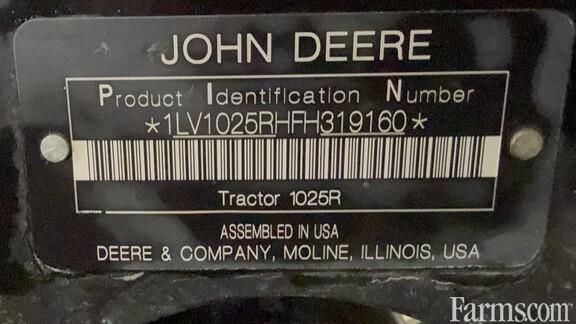 JOHN DEERE
Product Identification Number
*1LV1025RHFH319160*
Tractor 1025R
ASSEMBLED IN USA
DEERE & COMPANY, MOLINE, ILLINOIS, USA
Farms.com